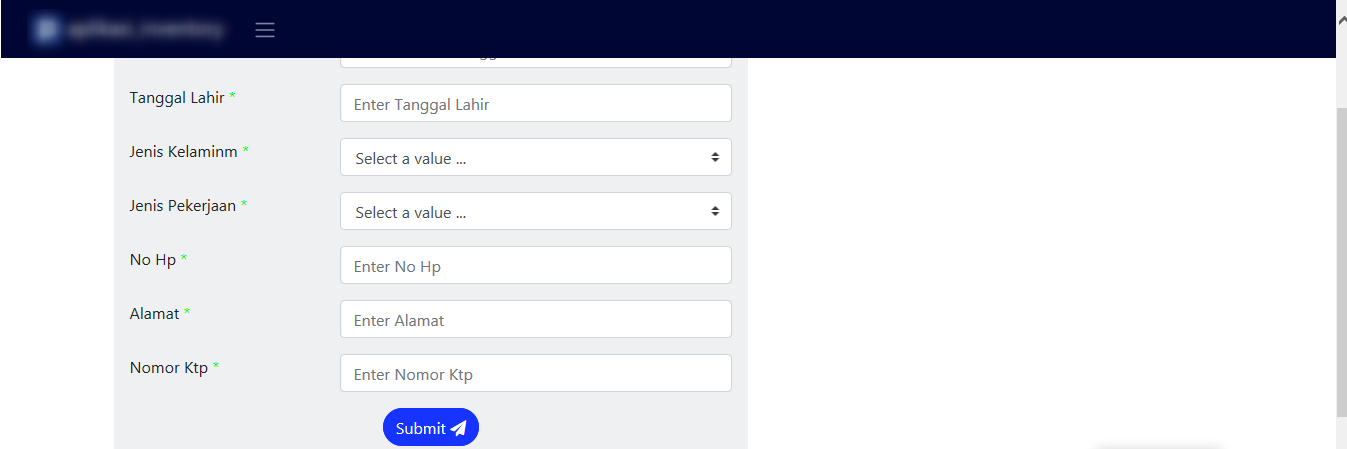 Tanggal Lahir *
Enter Tanggal Lahir
Jenis Kelaminm *
Select a value ...
Jenis Pekerjaan *
Select a value ...
No Hp *
Enter No Hp
Alamat *
Enter Alamat
Nomor Ktp *
Enter Nomor Ktp
Submit